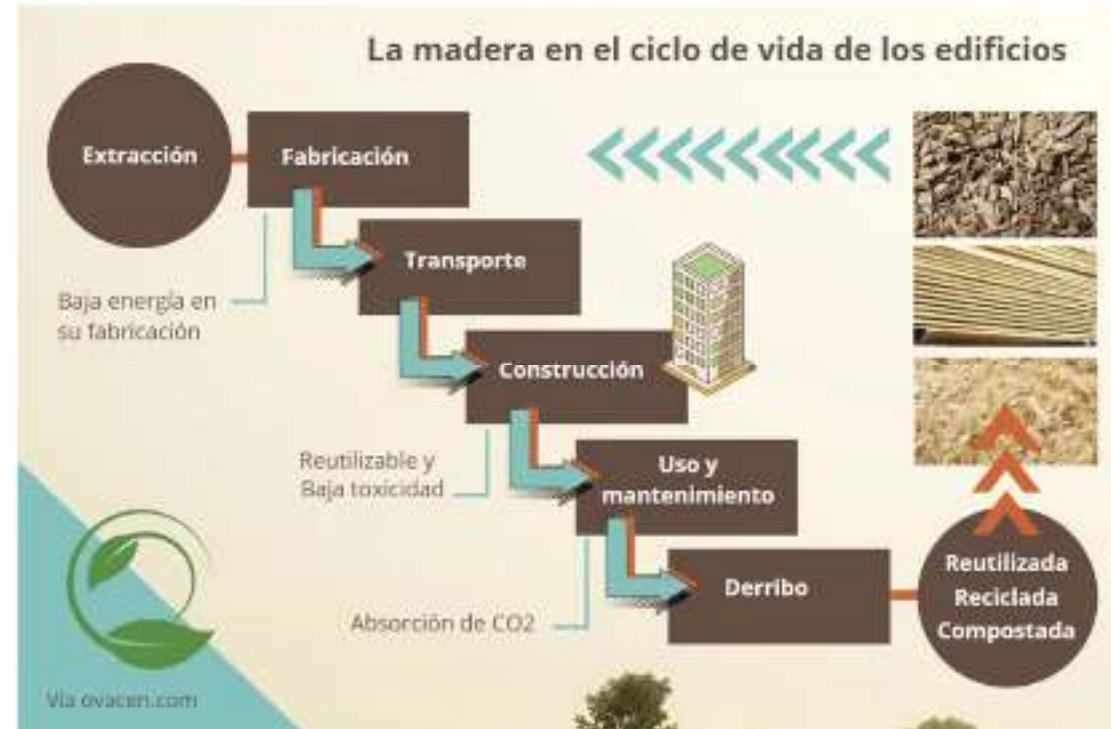 La madera en el ciclo de vida de los edificios
Extracción
Fabricación
Baja energía en
su fabricación
Transporte
Construcción
Reutilizable y
Baja toxicidad
Uso y
mantenimiento
Absorción de CO2
Derribo
Reutilizada
Reciclada
Compostada
Vía ovacen.com